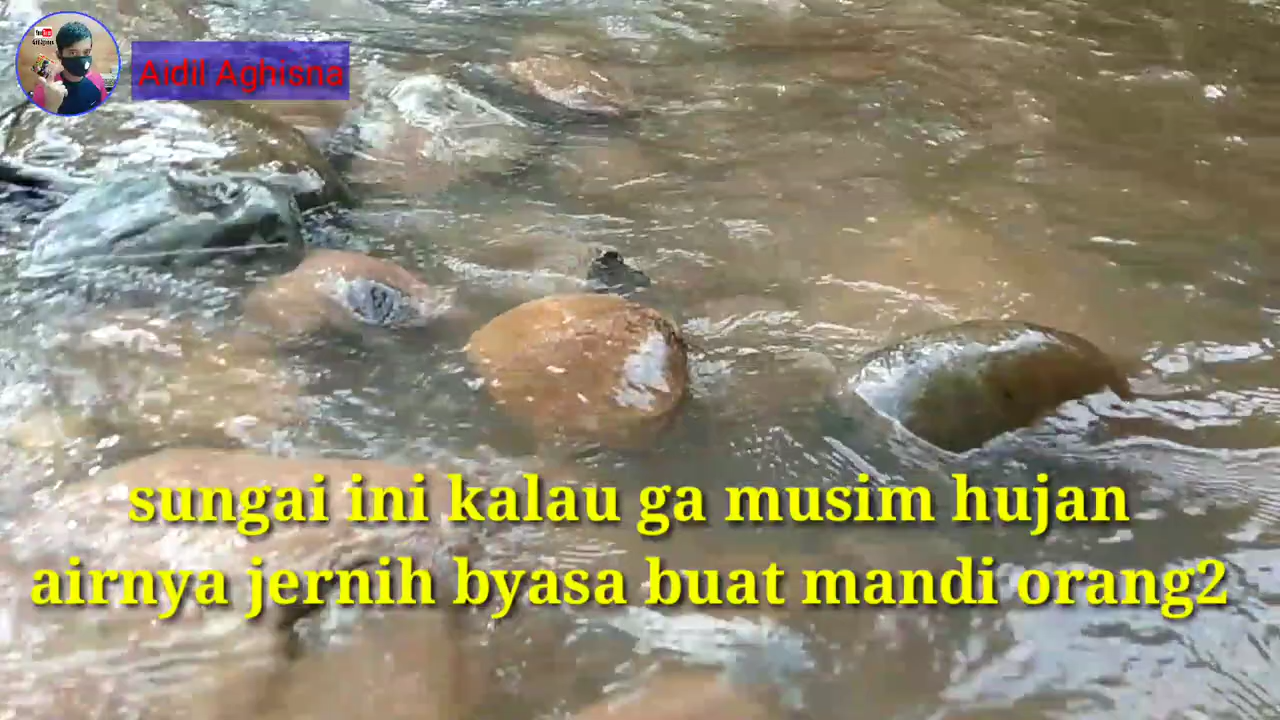 Aidil Aghisna
sungai ini kalau ga musim hujan
airnya jernih byasa buat mandi orang2